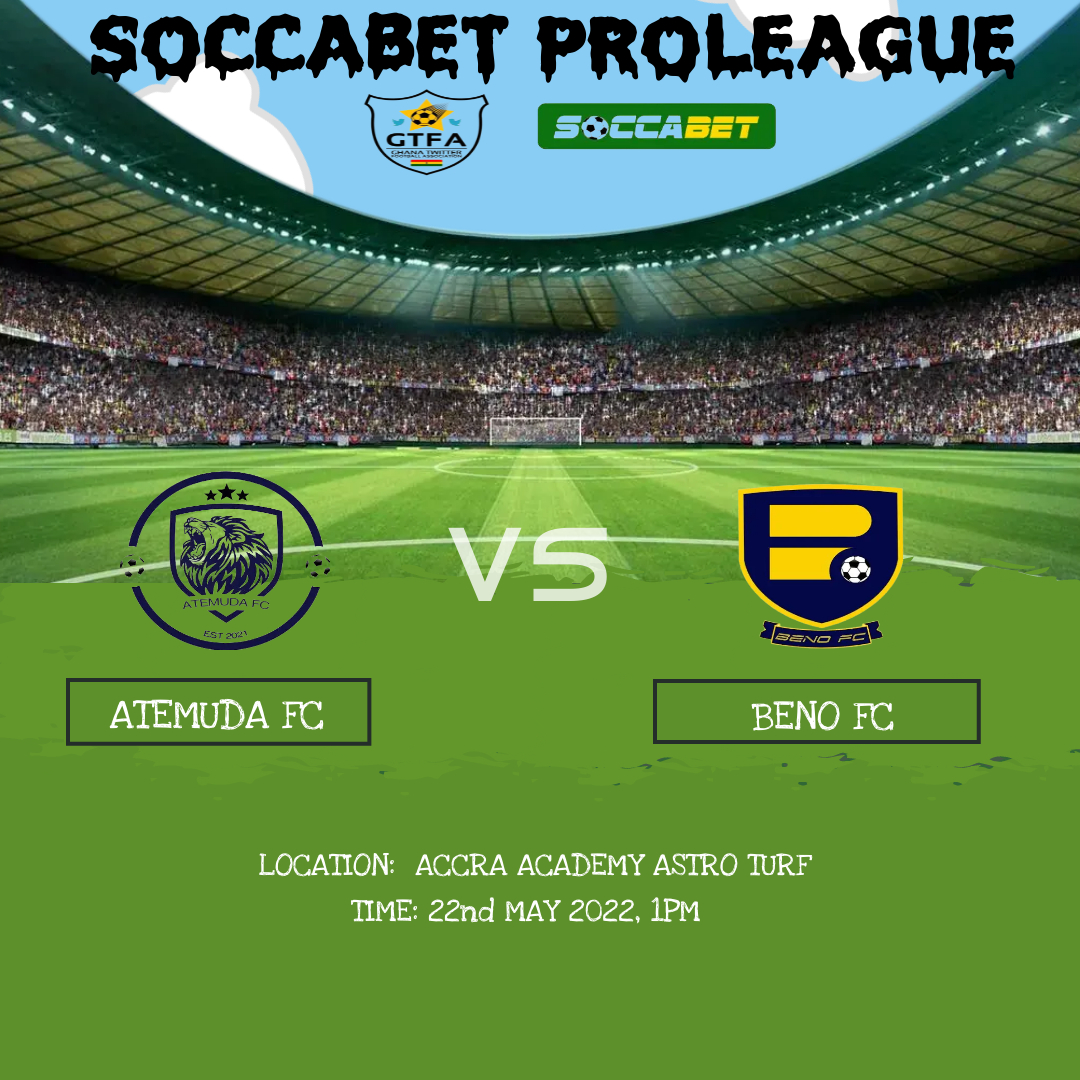 SOCCABET PROLEAGUE
GTFA
GHANA TWITTER
FOOTBALL ASSOCIATION
SOCCABET
VS
ATEMUDA FC
EST 2021
BENO FC
ATEMUDA FC
BENO FC
LOCATION: ACCRA ACADEMY ASTRO TURF
TIME: 22nd MAY 2022, 1PM